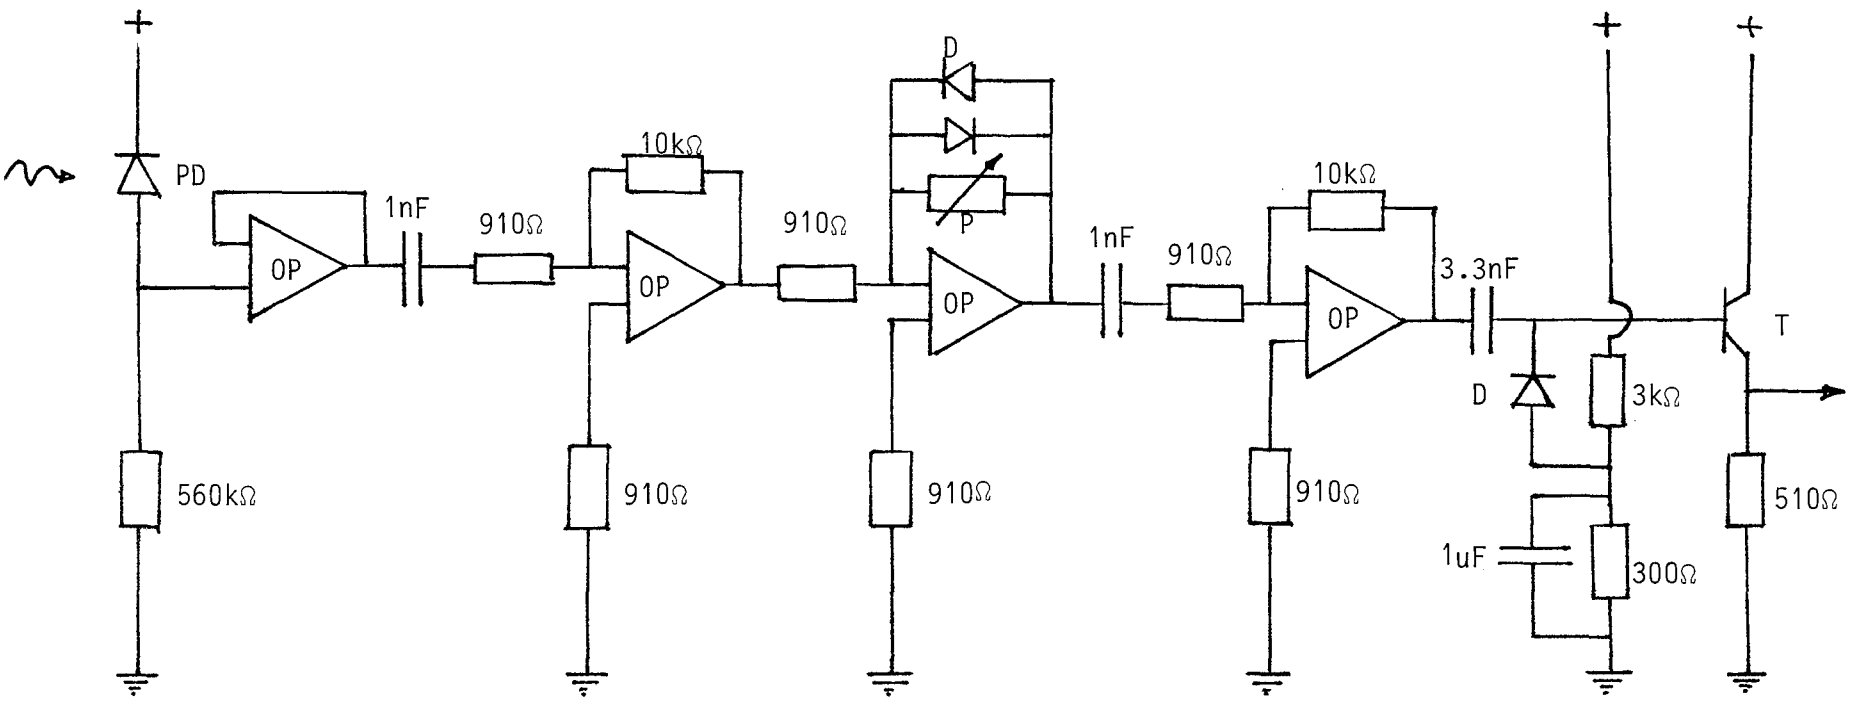 +
+
+
D
10kΩ
PD
10kΩ
1nF
910Ω
910Ω
P
1nF
910Ω
OP
OP
OP
OP
3.3nF
T
D
3kΩ
560kΩ
910Ω
910Ω
910Ω
510Ω
1uF
300Ω